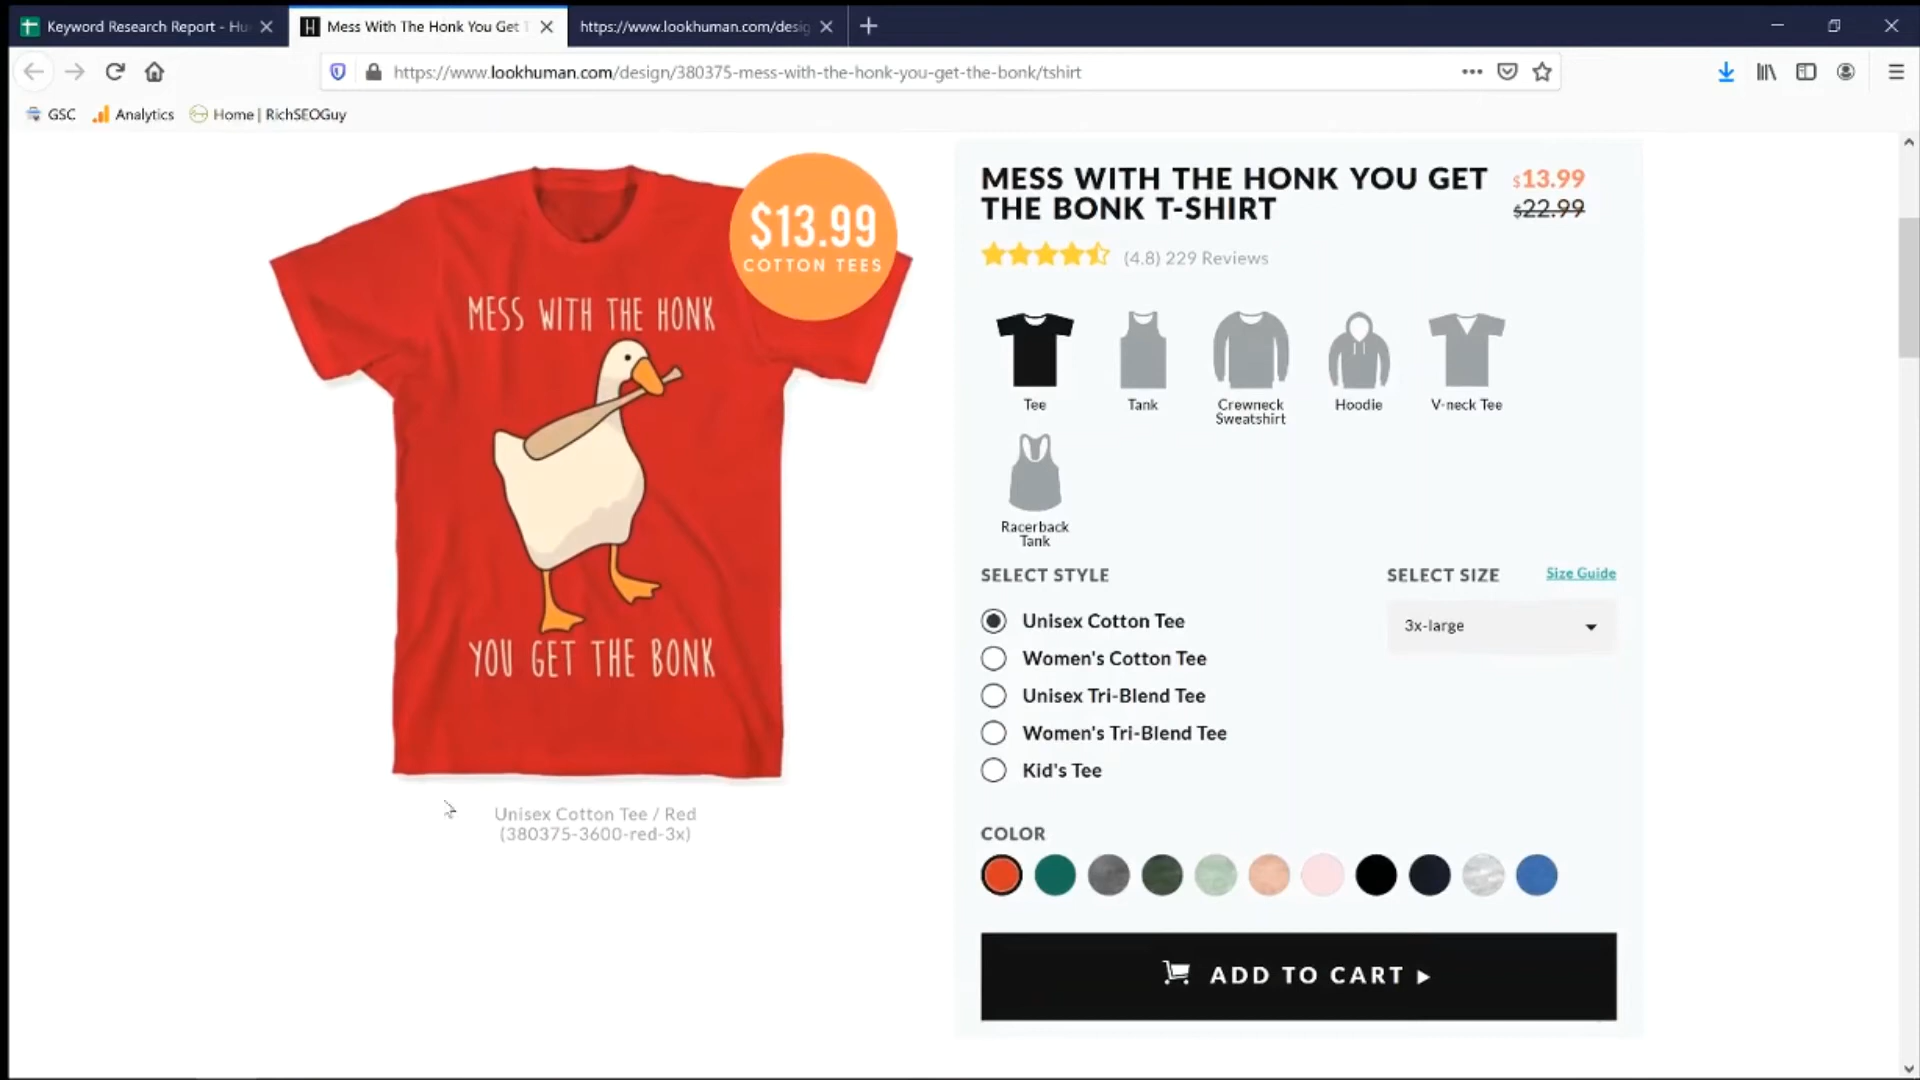 Keyword Research Report - Hu
Mess With The Honk You Get T
https://www.lookhuman.com/desig
https://www.lookhuman.com/design/380375-mess-with-the-honk-you-get-the-bonk/tshirt
GSC
Analytics
Home | RichSEOGuy
$13.99
COTTON TEES
MESS WITH THE HONK
YOU GET THE BONK
Unisex Cotton Tee / Red
(380375-3600-red-3x)
MESS WITH THE HONK YOU GET
THE BONK T-SHIRT
$13.99
$22.99
(4.8) 229 Reviews
Tee
Tank
Crewneck
Sweatshirt
Hoodie
V-neck Tee
Racerback
Tank
SELECT STYLE
SELECT SIZE
Size Guide
Unisex Cotton Tee
3x-large
Women's Cotton Tee
Unisex Tri-Blend Tee
Women's Tri-Blend Tee
Kid's Tee
COLOR
ADD TO CART